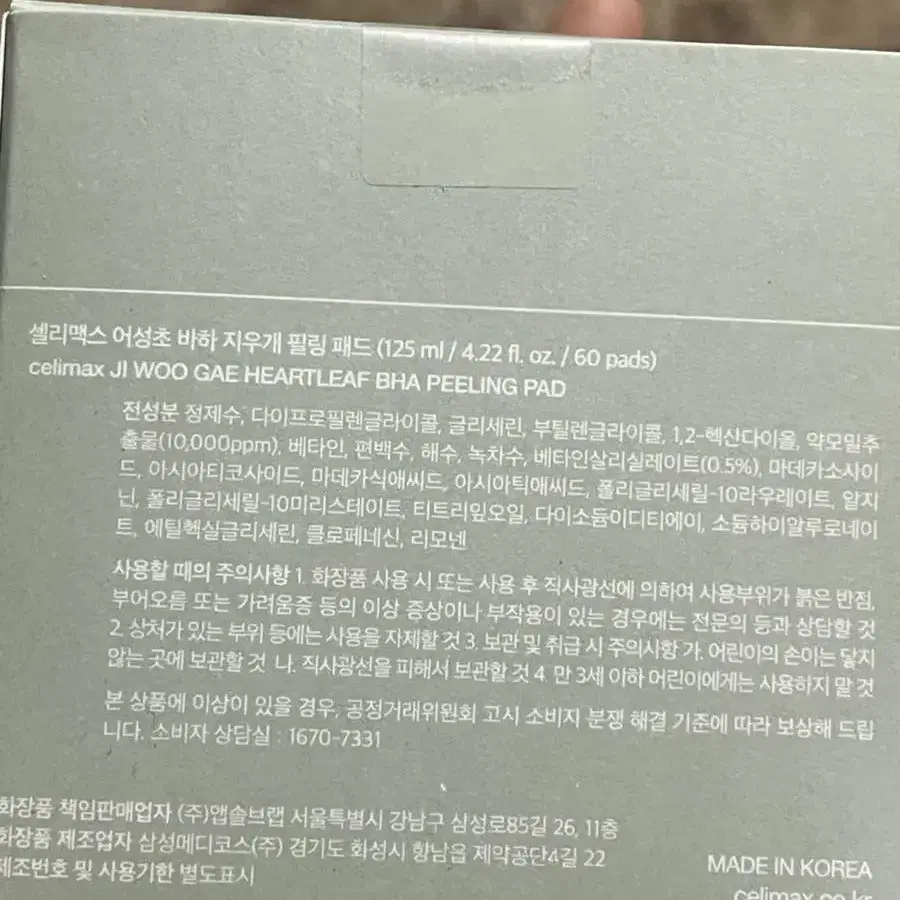 셀리맥스 어성초 바하 지우개 필링 패드 (125 ml / 4.22 fl. oz. / 60 pads)
celimax JI WOO GAE HEARTLEAF BHA PEELING PAD
전성분 정제수, 다이프로필렌글라이콜, 글리세린, 부틸렌글라이콜, 1,2-헥산다이올, 약모밀추
출물(10,000ppm), 베타인, 편백수, 해수, 녹차수, 베타인살리실레이트(0.5%), 마데카소사이
드, 아시아티코사이드, 마데카식애씨드, 아시아틱애씨드, 폴리글리세릴-10라우레이트, 알지
닌, 폴리글리세릴-10미리스테이트, 티트리잎오일, 다이소듐이디티에이, 소듐하이알루로네이
트, 에틸헥실글리세린, 클로페네신, 리모넨
사용할 때의 주의사항 1. 화장품 사용 시 또는 사용 후 직사광선에 의하여 사용부위가 붉은 반점,
부어오름 또는 가려움증 등의 이상 증상이나 부작용이 있는 경우에는 전문의 등과 상담할 것
2. 상처가 있는 부위 등에는 사용을 자제할 것 3. 보관 및 취급 시 주의사항 가. 어린이의 손이는 닿지
않는 곳에 보관할 것 나. 직사광선을 피해서 보관할 것 4. 만 3세 이하 어린이에게는 사용하지 말 것
본 상품에 이상이 있을 경우, 공정거래위원회 고시 소비자 분쟁 해결 기준에 따라 보상해 드립
니다. 소비자 상담실 : 1670-7331
화장품 책임판매업자 (주)앱솔브랩 서울특별시 강남구 삼성로85길 26, 11층
화장품 제조업자 삼성메디코스(주) 경기도 화성시 향남읍 제약공단4길 22
제조번호 및 사용기한 별도표시
MADE IN KOREA
celimax.co.kr